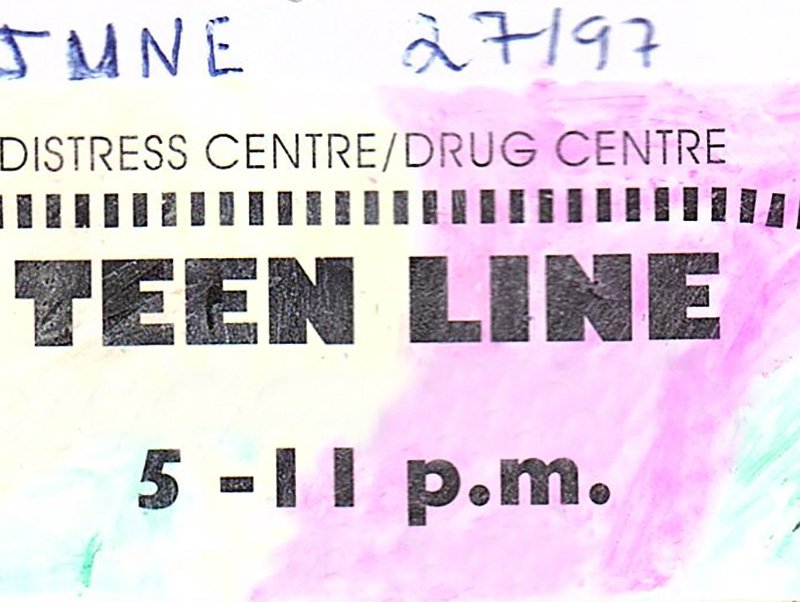 JUNE 27/97
DISTRESS CENTRE/DRUG CENTRE
TEEN LINE
5-11 p.m.